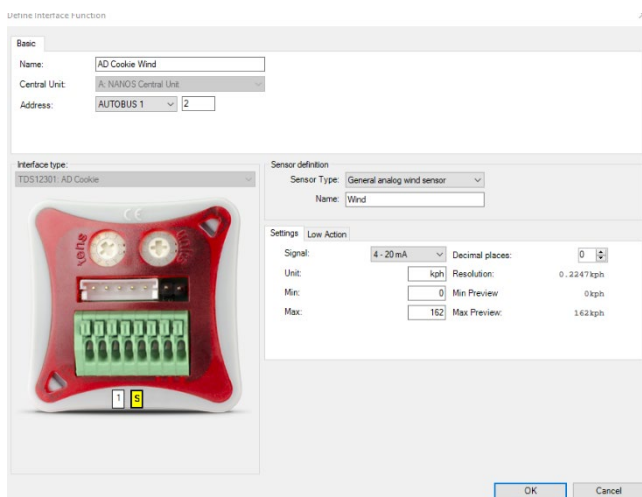 Define Interface Function
Basic
Name: AD Cookie Wind
Central Unit: A: NANOS Central Unit
Address: AUTOBUS 1 2
Interface type:
TDS12301: AD Cookie
CE
tens units
1 S
Sensor definition
Sensor Type: General analog wind sensor
Name: Wind
Settings Low Action
Signal: 4 - 20 mA Decimal places: 0
Unit: kph Resolution: 0.2247kph
Min: 0 Min Preview 0kph
Max: 162 Max Preview: 162kph
OK Cancel